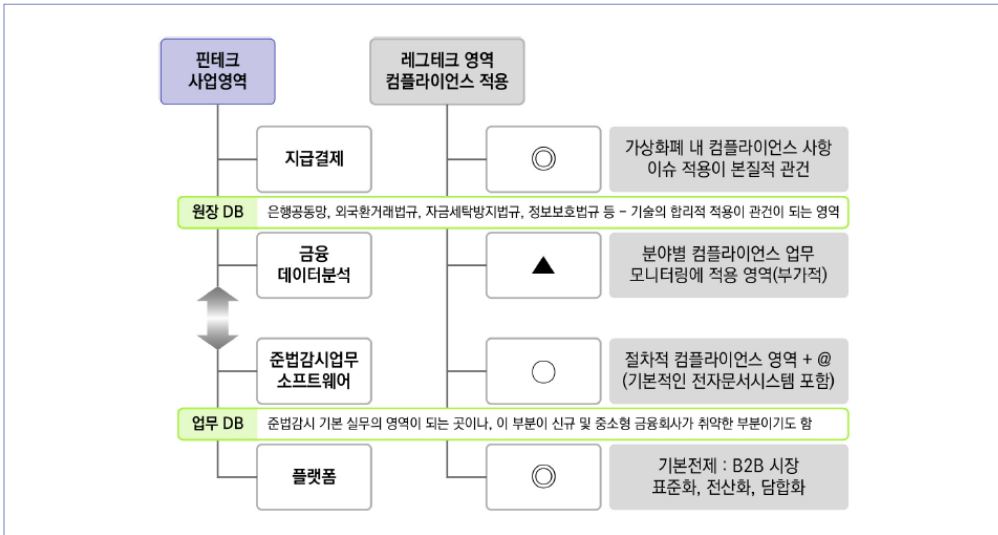 핀테크
사업영역
레그테크 영역
컴플라이언스 적용
지급결제
◎
가상화폐 내 컴플라이언스 사항
이슈 적용이 본질적 관건
원장 DB
은행공동망, 외국환거래법규, 자금세탁방지법규, 정보보호법규 등 – 기술의 합리적 적용이 관건이 되는 영역
금융
데이터분석
▲
분야별 컴플라이언스 업무
모니터링에 적용 영역(부가적)
준법감시업무
소프트웨어
○
절차적 컴플라이언스 영역 + @
(기본적인 전자문서시스템 포함)
업무 DB
준법감시 기본 실무의 영역이 되는 곳이나, 이 부분이 신규 및 중소형 금융회사가 취약한 부분이기도 함
플랫폼
◎
기본전제 : B2B 시장
표준화, 전산화, 담합화